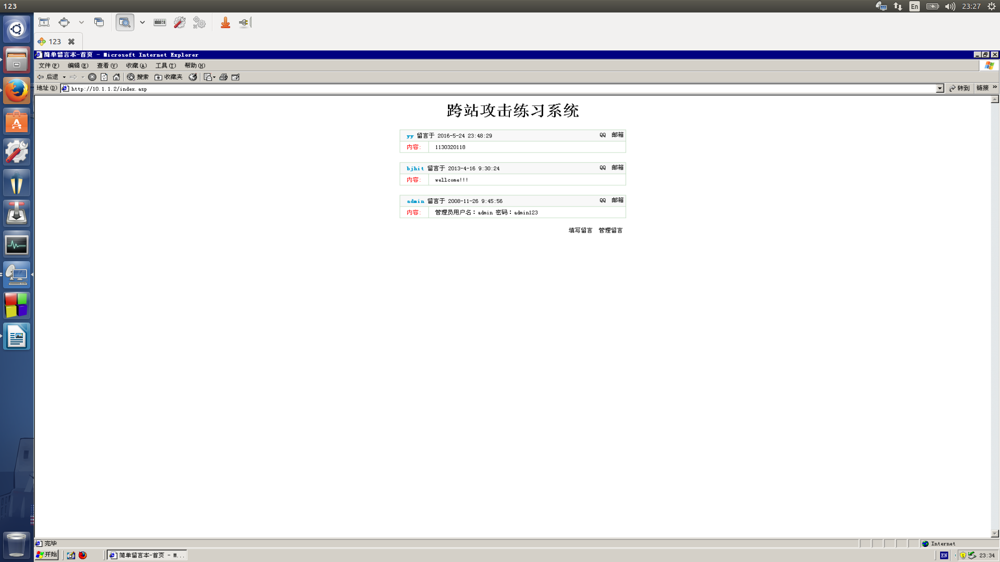 123
En
23:27
123
简单留言本-首页 - Microsoft Internet Explorer
文件(F) 编辑(E) 查看(V) 收藏(A) 工具(T) 帮助(H)
后退 搜索 收藏夹
地址(D) http://10.1.1.2/index.asp 转到 链接 »
跨站攻击练习系统
yy 留言于 2016-5-24 23:48:29 QQ 邮箱
内容: 1130320118
bjhit 留言于 2013-4-16 9:30:24 QQ 邮箱
内容: wellcome!!!
admin 留言于 2008-11-26 9:45:56 QQ 邮箱
内容: 管理员用户名：admin 密码：admin123
填写留言 管理留言
完毕 Internet
开始 简单留言本-首页 - M... EN 23:34